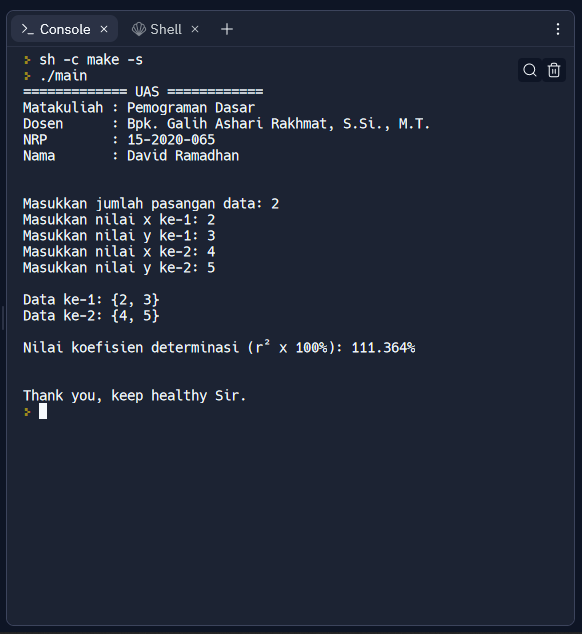 Console × Shell × +
sh -c make -s
./main
============= UAS ============
Matakuliah : Pemograman Dasar
Dosen      : Bpk. Galih Ashari Rakhmat, S.Si., M.T.
NRP        : 15-2020-065
Nama       : David Ramadhan
Masukkan jumlah pasangan data: 2
Masukkan nilai x ke-1: 2
Masukkan nilai y ke-1: 3
Masukkan nilai x ke-2: 4
Masukkan nilai y ke-2: 5
Data ke-1: {2, 3}
Data ke-2: {4, 5}
Nilai koefisien determinasi (r² x 100%): 111.364%
Thank you, keep healthy Sir.